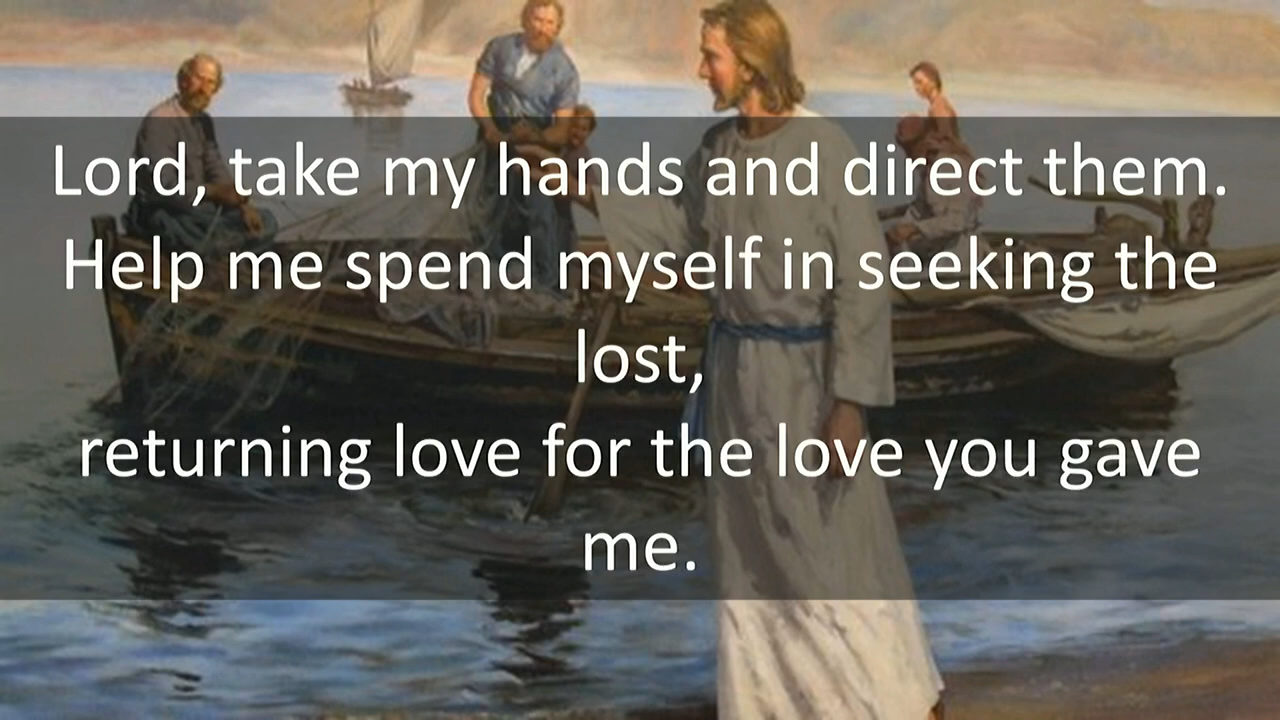 Lord, take my hands and direct them.
Help me spend myself in seeking the
lost,
returning love for the love you gave
me.